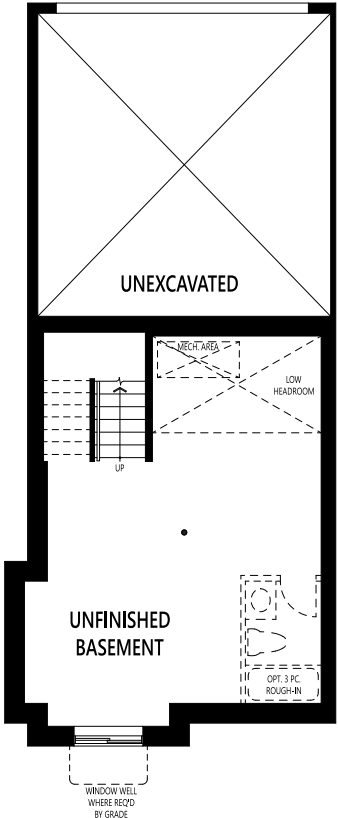 UNEXCAVATED
MECH. AREA
LOW
HEADROOM
UP
UNFINISHED
BASEMENT
OPT. 3 PC.
ROUGH-IN
WINDOW WELL
WHERE REQ'D
BY GRADE